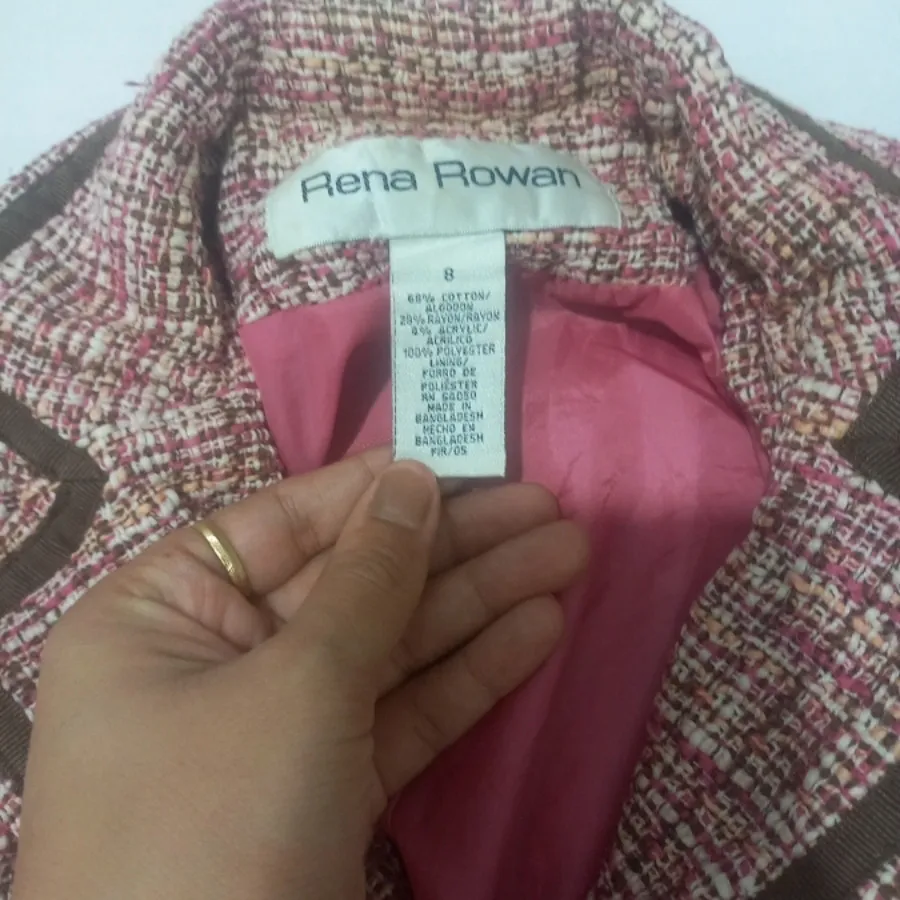 Rena Rowan
8
68% COTTON/
ALGODON
28% RAYON/RAYON
4% ACRYLIC/
ACRILICO
100% POLYESTER
LINING/
FORRO DE
POLIESTER
RN 64050
MADE IN
BANGLADESH
HECHO EN
BANGLADESH
FIR/05